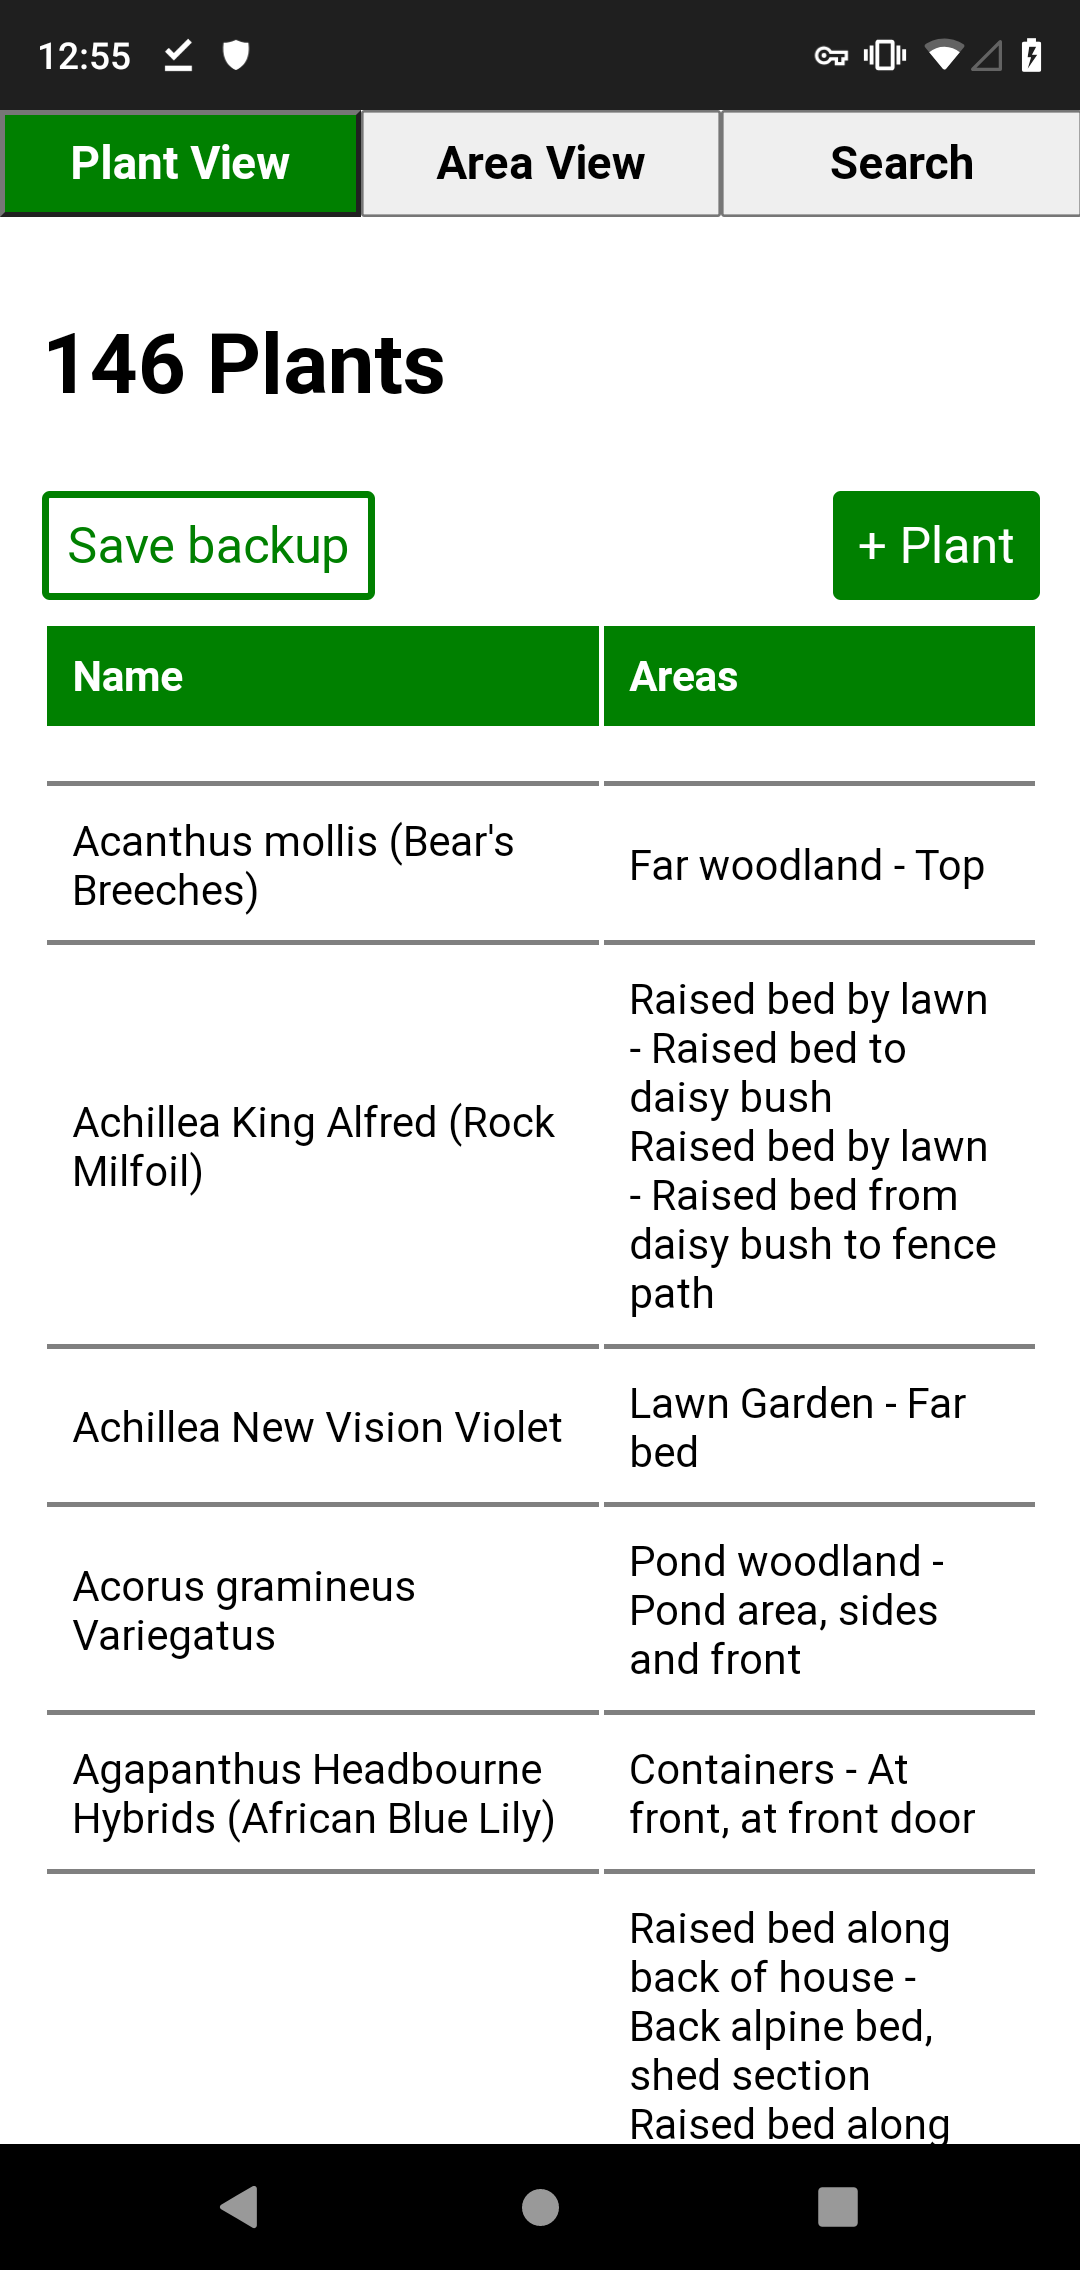 12:55
Plant View
Area View
Search
146 Plants
Save backup
+ Plant
Name
Areas
Acanthus mollis (Bear's
Breeches)
Far woodland - Top
Achillea King Alfred (Rock
Milfoil)
Raised bed by lawn
- Raised bed to
daisy bush
Raised bed by lawn
- Raised bed from
daisy bush to fence
path
Achillea New Vision Violet
Lawn Garden - Far
bed
Acorus gramineus
Variegatus
Pond woodland -
Pond area, sides
and front
Agapanthus Headbourne
Hybrids (African Blue Lily)
Containers - At
front, at front door
Raised bed along
back of house -
Back alpine bed,
shed section
Raised bed along